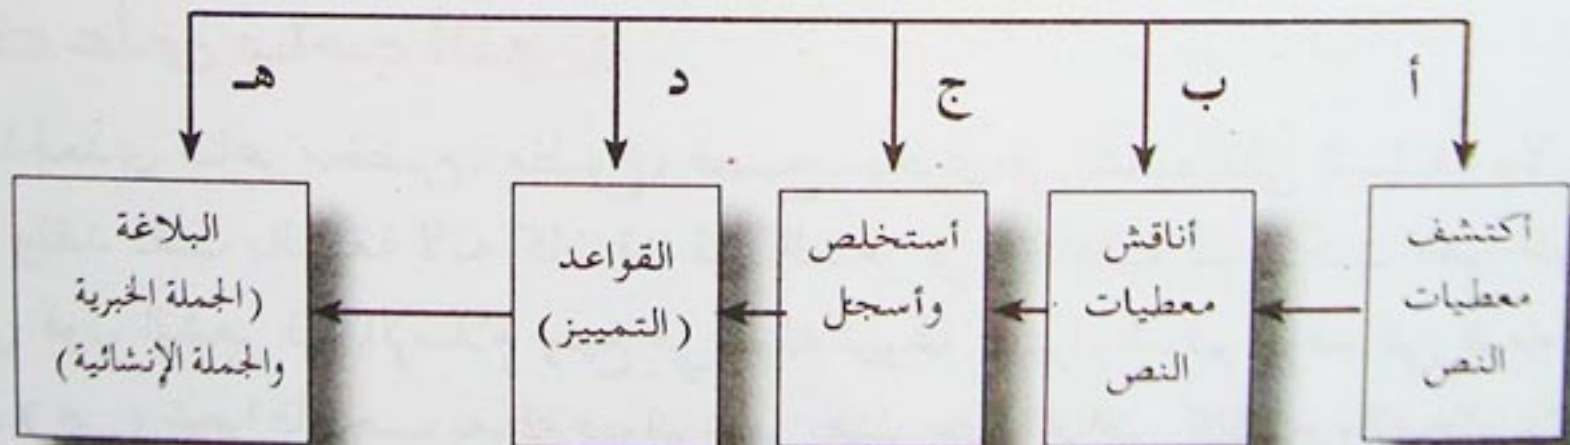 أ
ب
ج
د
هـ
أكتشف
معطيات
النص
أناقش
معطيات
النص
أستخلص
وأسجل
القواعد
(التمييز)
البلاغة
(الجملة الخبرية
والجملة الإنشائية)